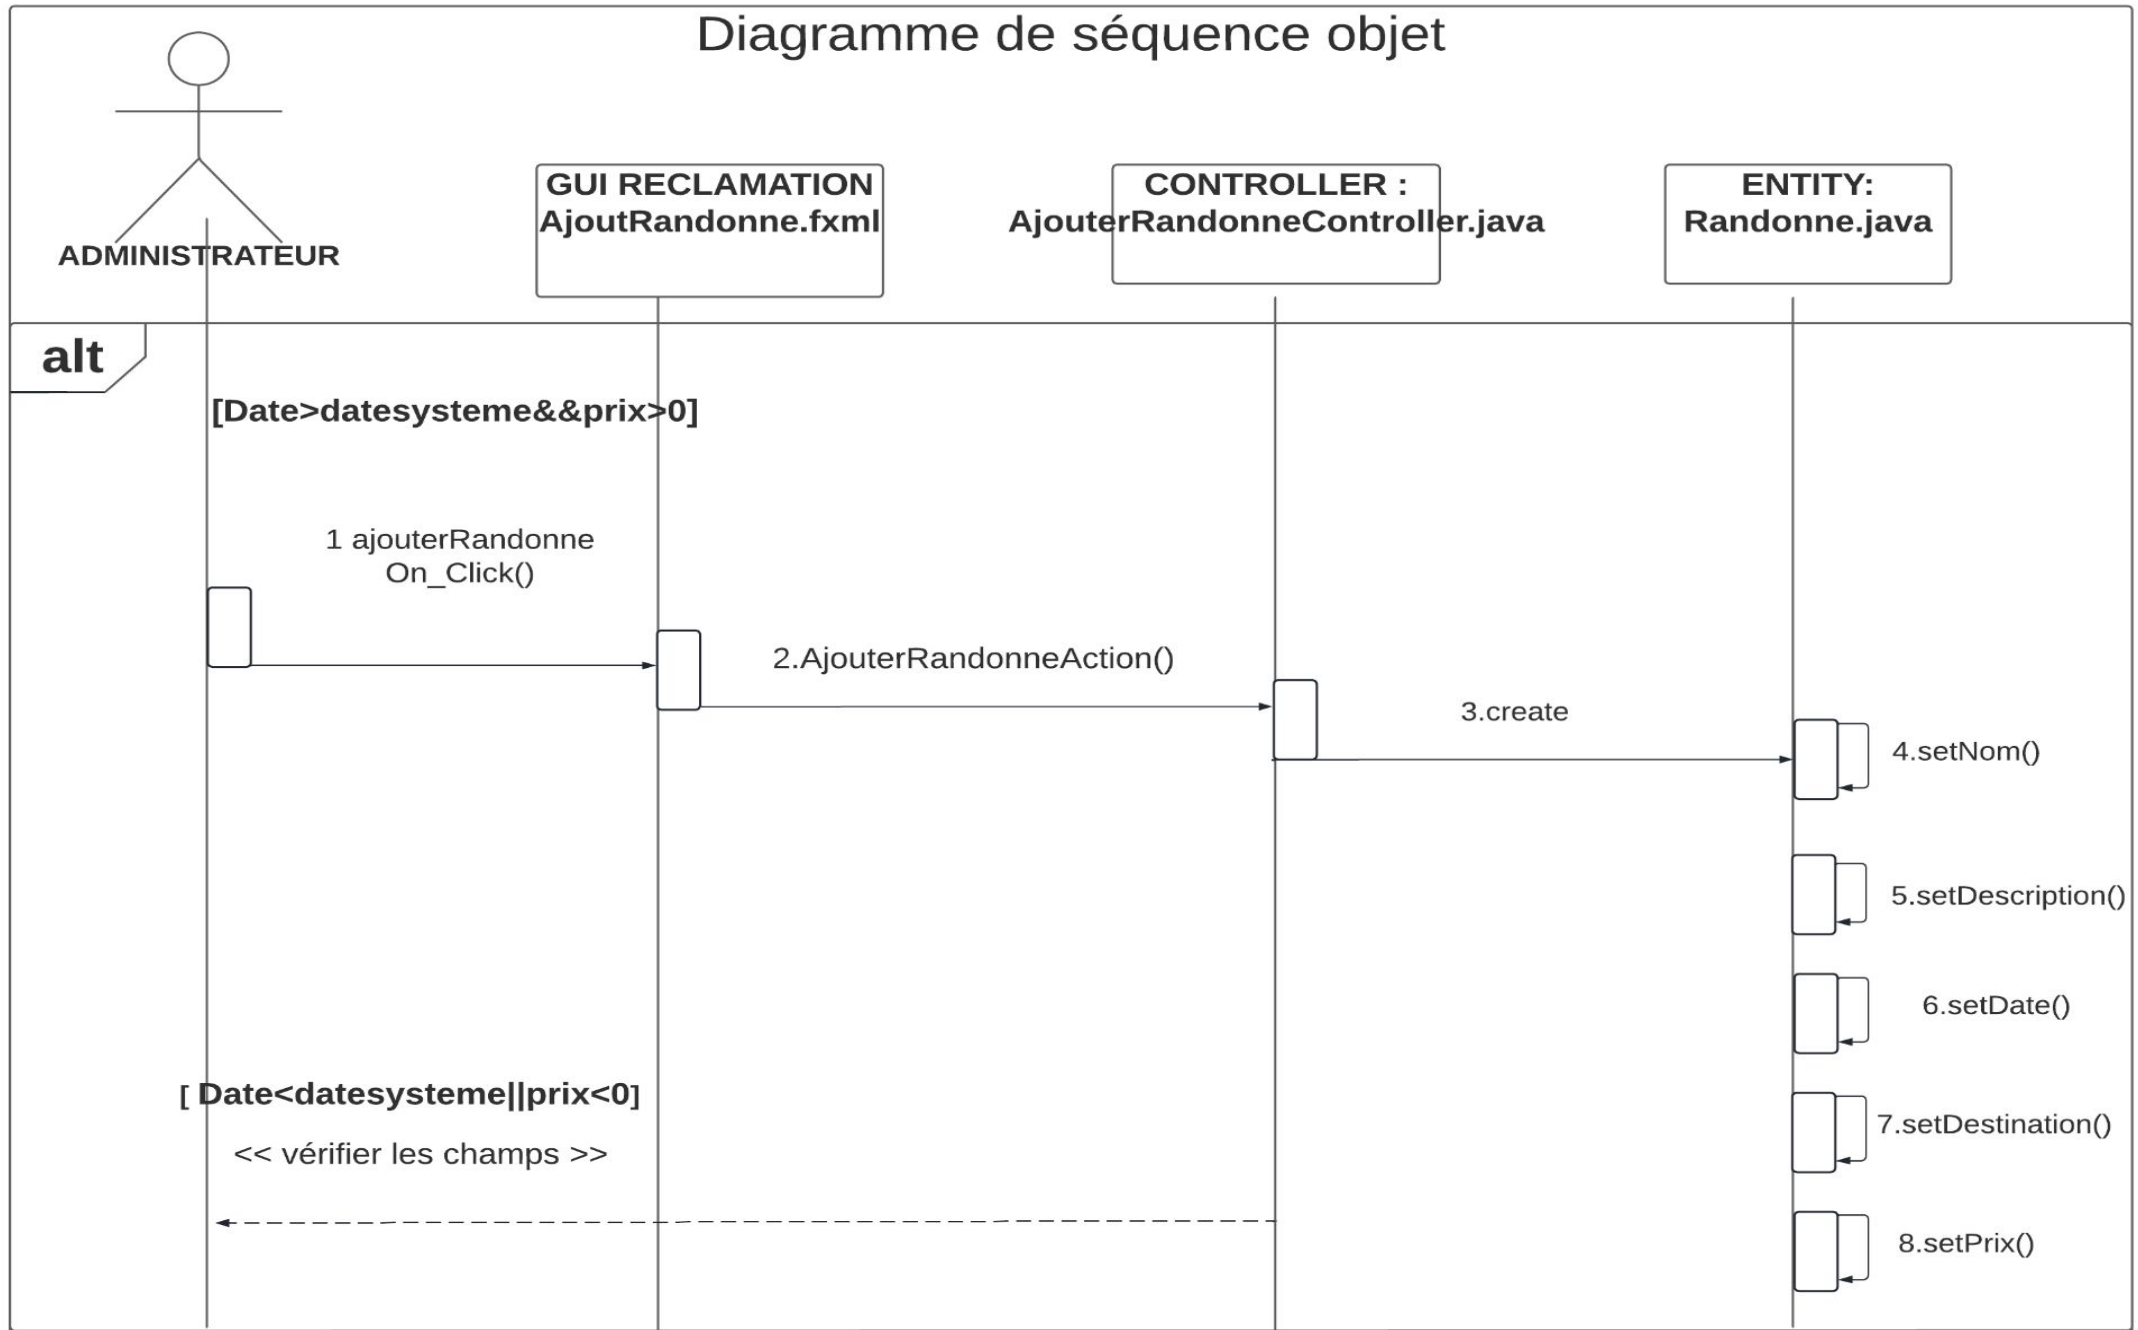 Diagramme de séquence objet
ADMINISTRATEUR
GUI RECLAMATION
AjoutRandonne.fxml
CONTROLLER :
AjouterRandonneController.java
ENTITY:
Randonne.java
alt
[Date>datesysteme&&prix>0]
1 ajouterRandonne
On_Click()
2.AjouterRandonneAction()
3.create
4.setNom()
5.setDescription()
6.setDate()
[ Date<datesysteme||prix<0]
<< vérifier les champs >>
7.setDestination()
8.setPrix()